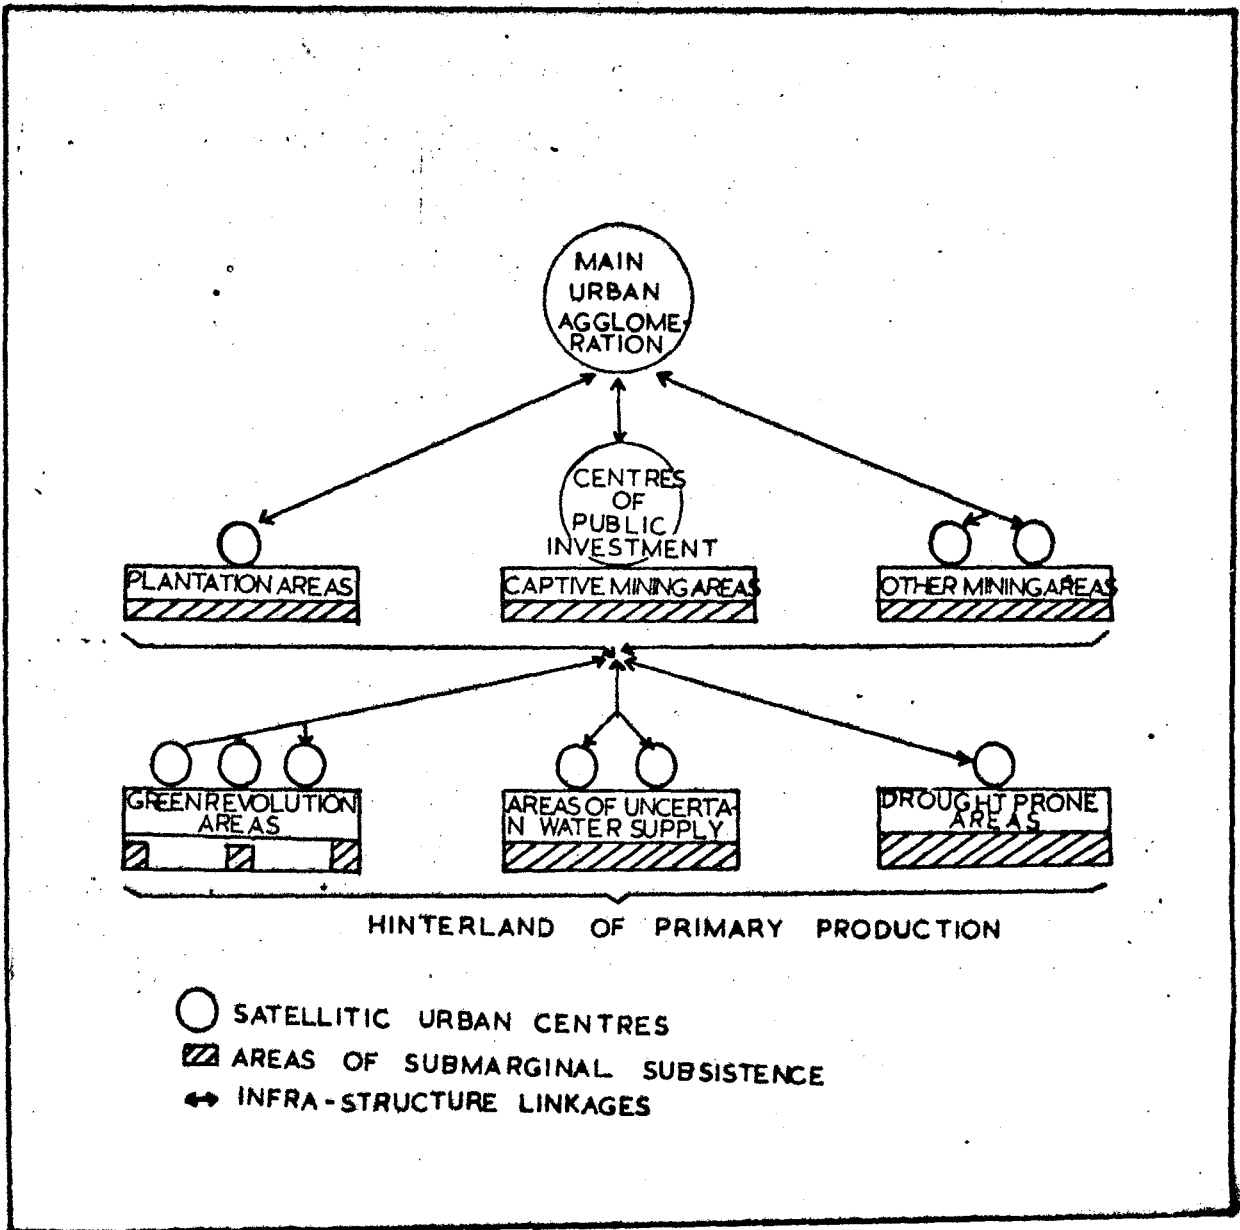 MAIN
URBAN
AGGLOME-
RATION
CENTRES
OF
PUBLIC
INVESTMENT
PLANTATION AREAS
CAPTIVE MINING AREAS
OTHER MINING AREAS
GREEN REVOLUTION
AREAS
AREAS OF UNCERTA-
N WATER SUPPLY
DROUGHT PRONE
AREAS
HINTERLAND OF PRIMARY PRODUCTION
SATELLITIC URBAN CENTRES
AREAS OF SUBMARGINAL SUBSISTENCE
INFRA-STRUCTURE LINKAGES